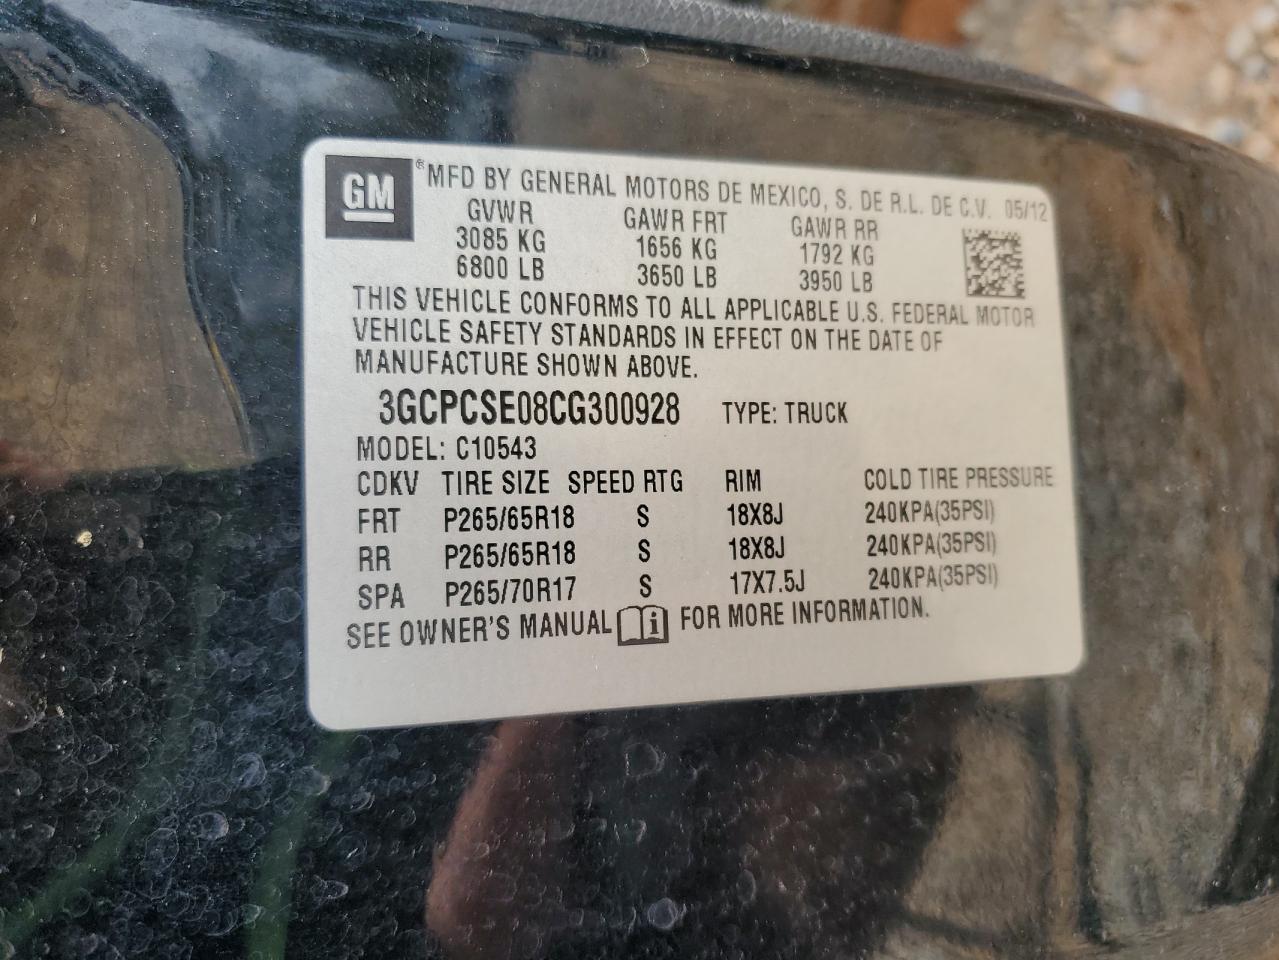 GM ® MFD BY GENERAL MOTORS DE MEXICO, S. DE R.L. DE C.V. 05/12
GVWR GAWR FRT GAWR RR
3085 KG 1656 KG 1792 KG
6800 LB 3650 LB 3950 LB
THIS VEHICLE CONFORMS TO ALL APPLICABLE U.S. FEDERAL MOTOR
VEHICLE SAFETY STANDARDS IN EFFECT ON THE DATE OF
MANUFACTURE SHOWN ABOVE.
3GCPCSE08CG300928 TYPE: TRUCK
MODEL: C10543
CDKV TIRE SIZE SPEED RTG RIM COLD TIRE PRESSURE
FRT P265/65R18 S 18X8J 240KPA(35PSI)
RR P265/65R18 S 18X8J 240KPA(35PSI)
SPA P265/70R17 S 17X7.5J 240KPA(35PSI)
SEE OWNER'S MANUAL i FOR MORE INFORMATION.